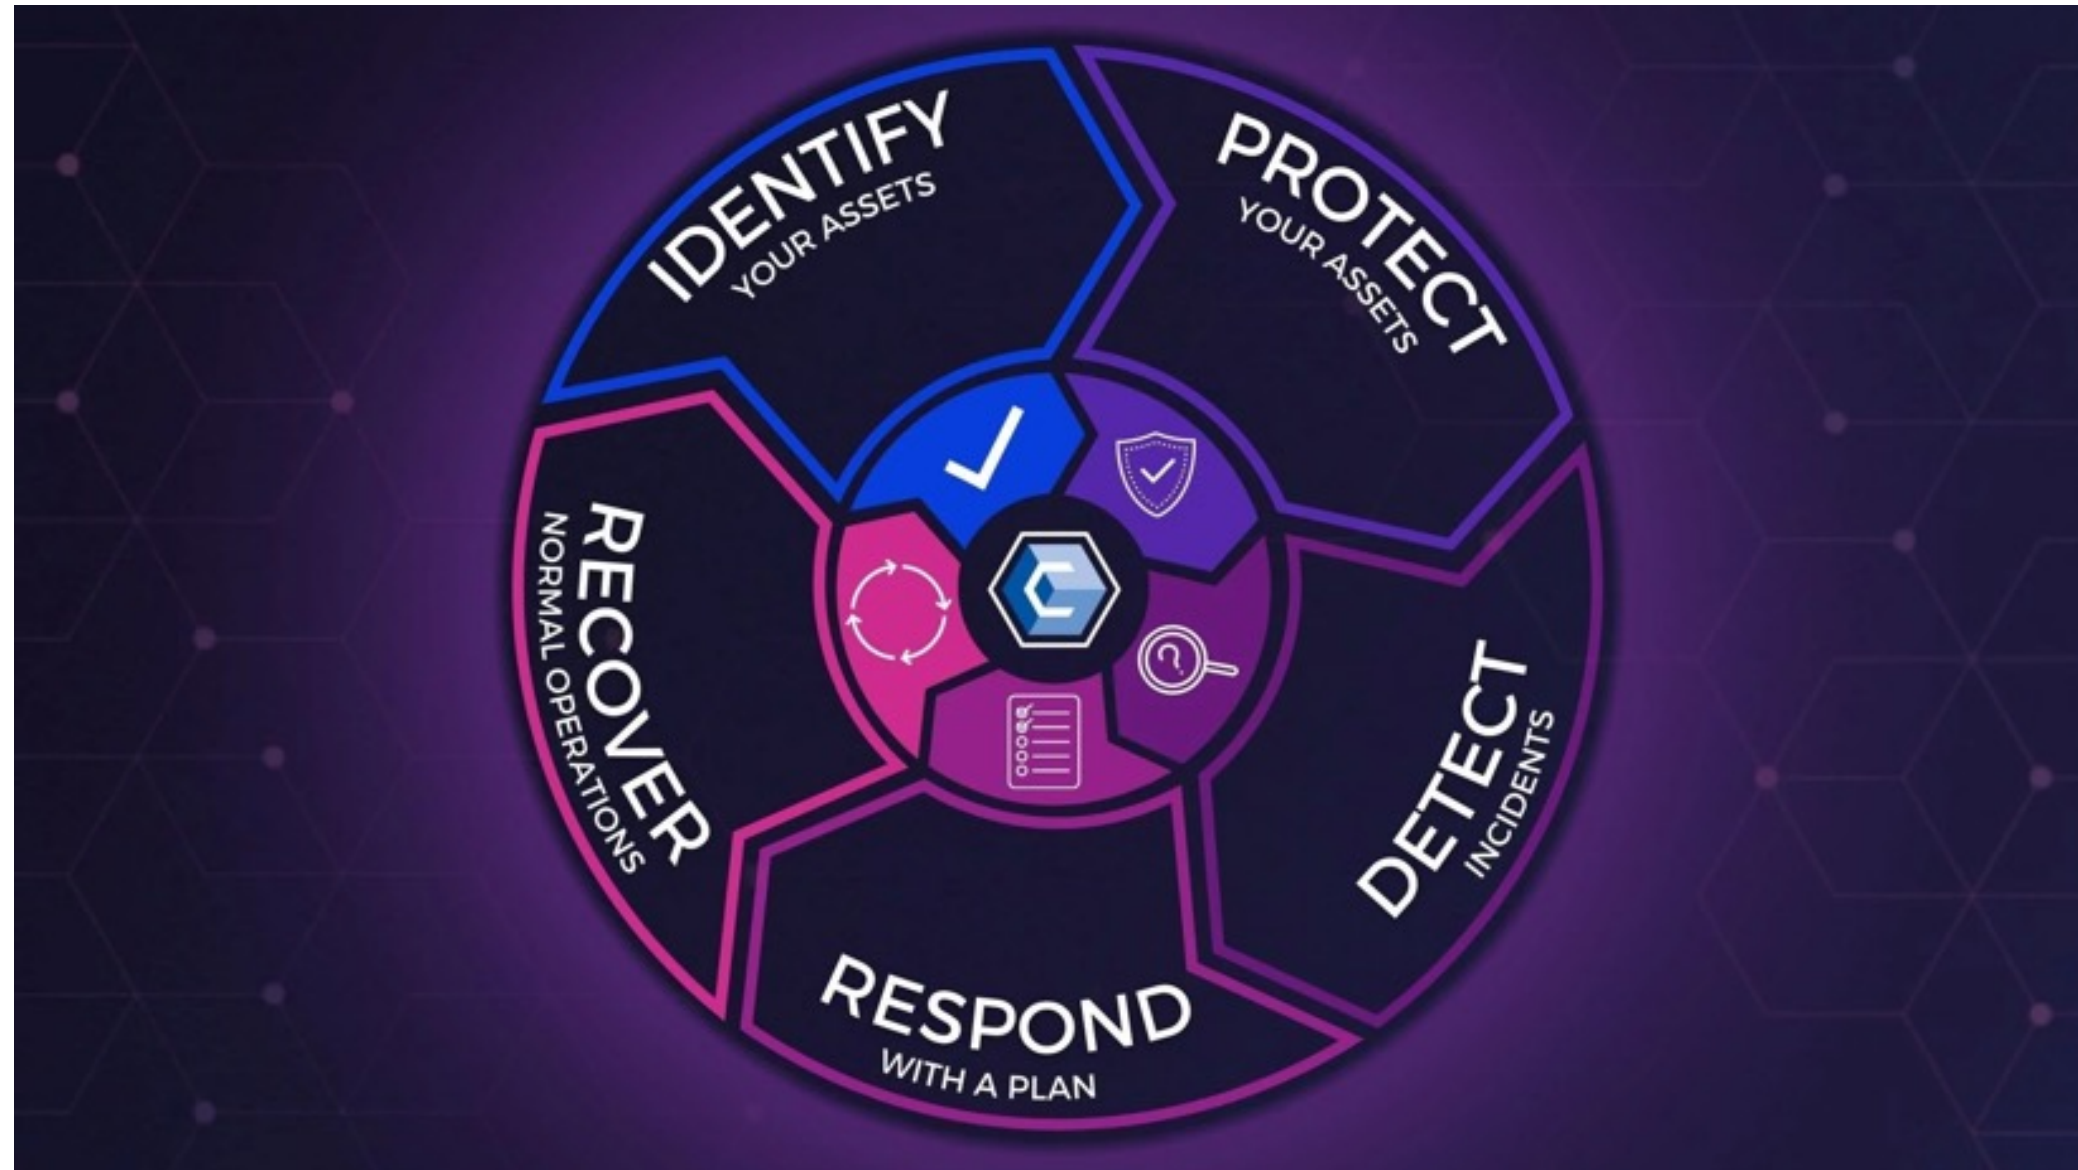 IDENTIFY
YOUR ASSETS
PROTECT
YOUR ASSETS
DETECT
INCIDENTS
RESPOND
WITH A PLAN
RECOVER
NORMAL OPERATIONS